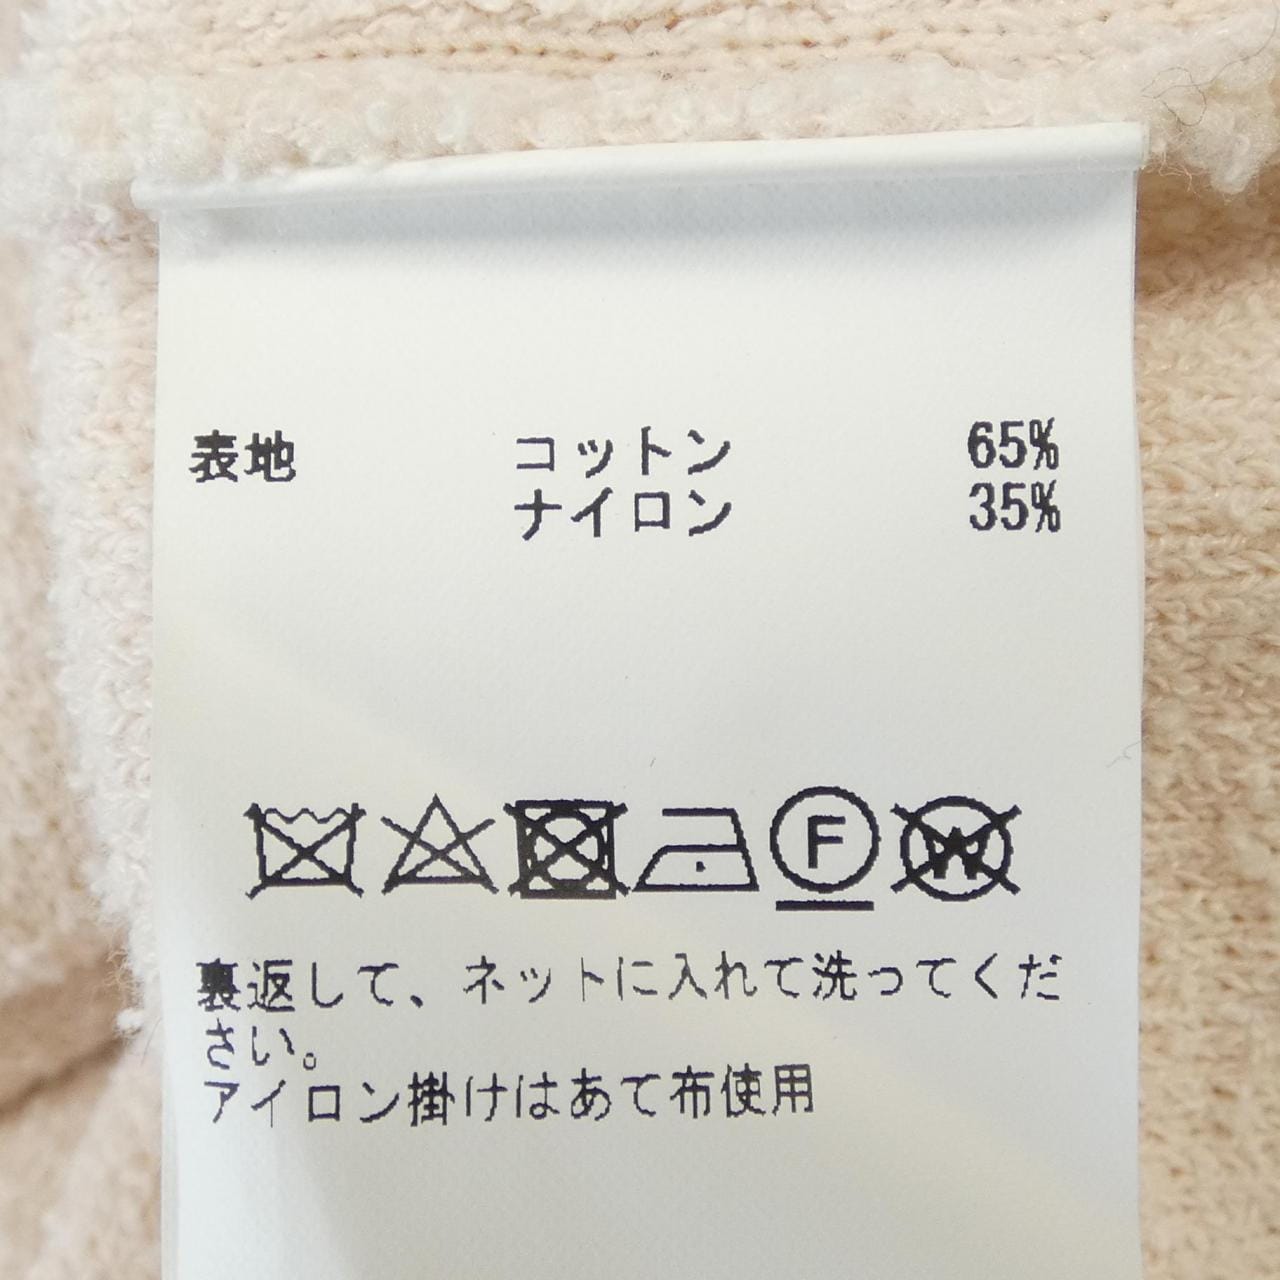 表地 コットン 65%
ナイロン 35%
F W
裏返して、ネットに入れて洗ってくだ
さい。
アイロン掛けはあて布使用